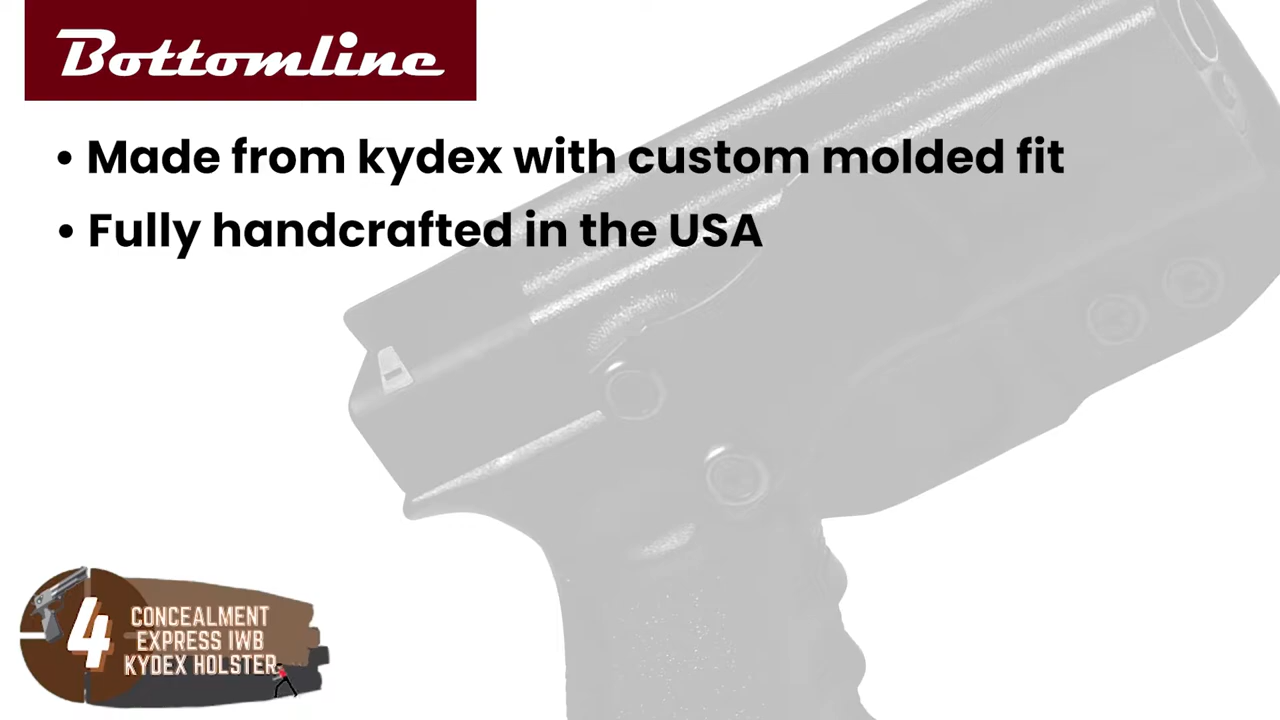 Bottomline
• Made from kydex with custom molded fit
• Fully handcrafted in the USA
4
CONCEALMENT
EXPRESS IWB
KYDEX HOLSTER